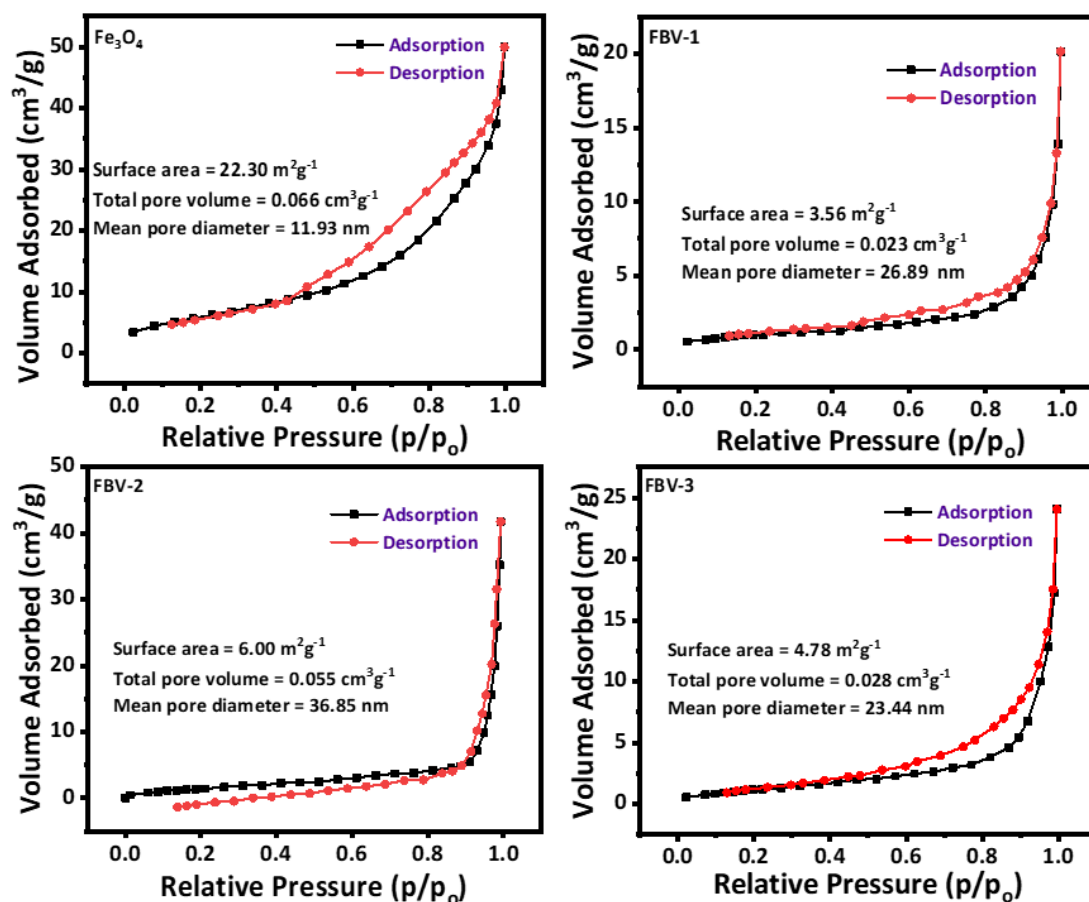 Fe₃O₄
Adsorption
Desorption
Surface area = 22.30 m²g⁻¹
Total pore volume = 0.066 cm³g⁻¹
Mean pore diameter = 11.93 nm
Volume Adsorbed (cm³/g)
50
40
30
20
10
0
0.0 0.2 0.4 0.6 0.8 1.0
Relative Pressure (p/pₒ)
FBV-1
Adsorption
Desorption
Surface area = 3.56 m²g⁻¹
Total pore volume = 0.023 cm³g⁻¹
Mean pore diameter = 26.89 nm
Volume Adsorbed (cm³/g)
20
15
10
5
0
0.0 0.2 0.4 0.6 0.8 1.0
Relative Pressure (p/pₒ)
FBV-2
Adsorption
Desorption
Surface area = 6.00 m²g⁻¹
Total pore volume = 0.055 cm³g⁻¹
Mean pore diameter = 36.85 nm
Volume Adsorbed (cm³/g)
50
40
30
20
10
0
0.0 0.2 0.4 0.6 0.8 1.0
Relative Pressure (p/pₒ)
FBV-3
Adsorption
Desorption
Surface area = 4.78 m²g⁻¹
Total pore volume = 0.028 cm³g⁻¹
Mean pore diameter = 23.44 nm
Volume Adsorbed (cm³/g)
25
20
15
10
5
0
0.0 0.2 0.4 0.6 0.8 1.0
Relative Pressure (p/pₒ)